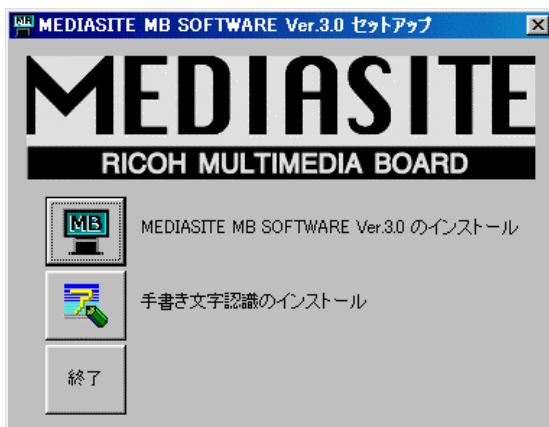 MEDIASITE MB SOFTWARE Ver.3.0 セットアップ
MEDIASITE
RICOH MULTIMEDIA BOARD
MB
MEDIASITE MB SOFTWARE Ver.3.0 のインストール
手書き文字認識のインストール
終了